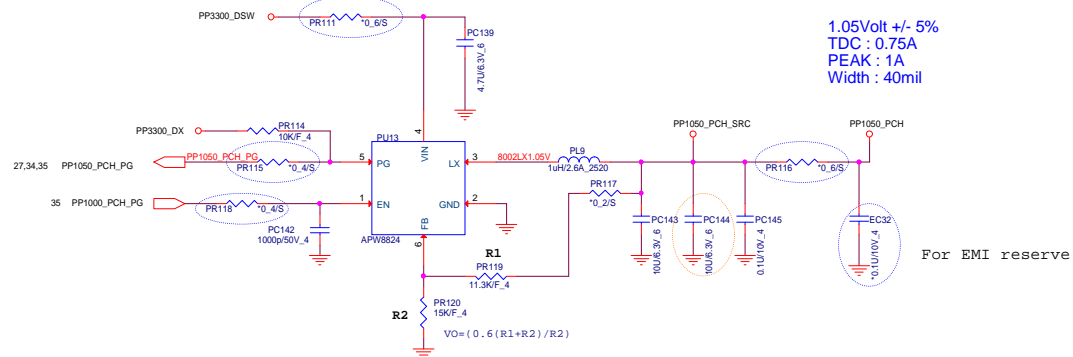 PP3300_DSW
PR111
*0_6/S
PC139
4.7U/6.3V_6
1.05Volt +/- 5%
TDC : 0.75A
PEAK : 1A
Width : 40mil
PP3300_DX
PR114
10K/F_4
PU13
4
VIN
PP1050_PCH_SRC
PP1050_PCH
27,34,35
PP1050_PCH_PG
PP1050_PCH_PG
PR115
*0_4/S
5
PG
LX
3
8002LX1.05V
PL9
1uH/2.6A_2520
PR116
*0_6/S
35
PP1000_PCH_PG
PR118
*0_4/S
1
EN
GND
2
PR117
*0_2/S
PC142
1000p/50V_4
FB
APW8824
6
PC143
10U/6.3V_6
PC144
10U/6.3V_6
PC145
0.1U/10V_4
EC32
*0.1U/10V_4
For EMI reserve
R1
PR119
11.3K/F_4
R2
PR120
15K/F_4
VO=(0.6(R1+R2)/R2)